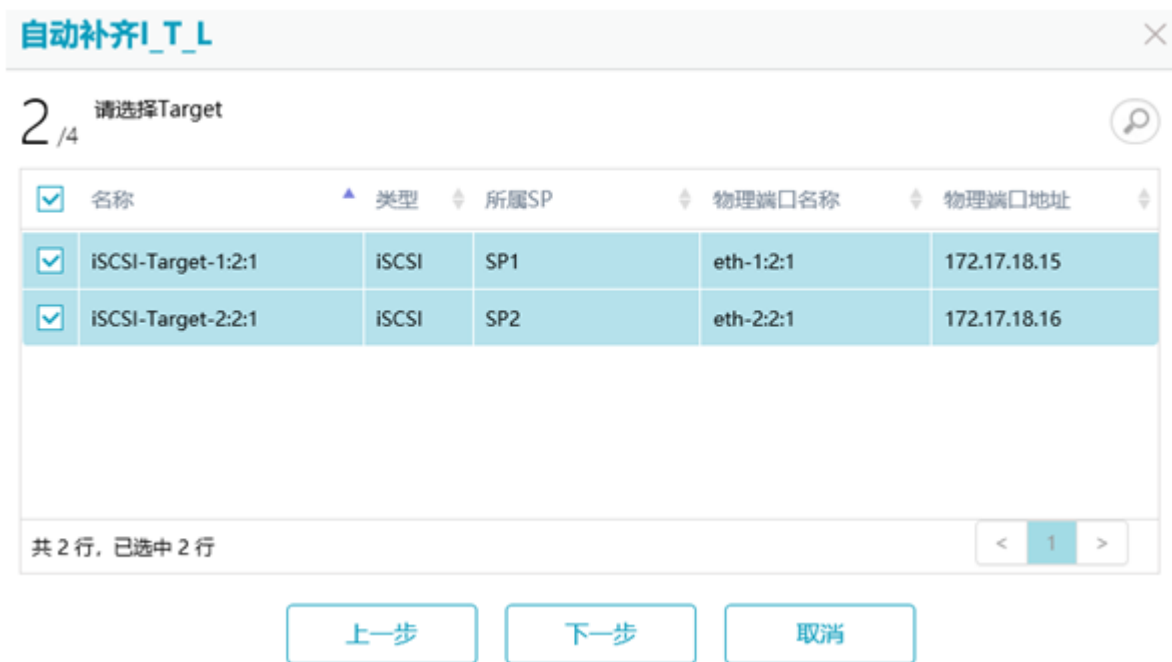 自动补齐I_T_L
2/4 请选择Target
名称 类型 所属SP 物理端口名称 物理端口地址
iSCSI-Target-1:2:1 iSCSI SP1 eth-1:2:1 172.17.18.15
iSCSI-Target-2:2:1 iSCSI SP2 eth-2:2:1 172.17.18.16
共 2 行, 已选中 2 行 < 1 >
上一步 下一步 取消